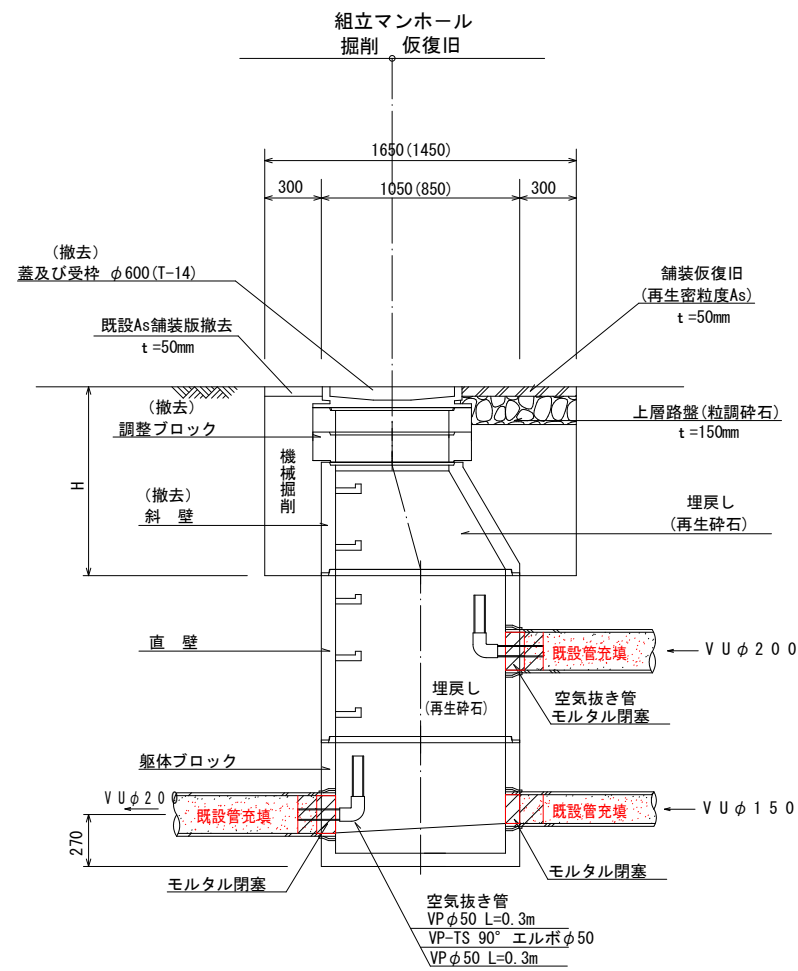 組立マンホール
掘削 仮復旧
1650(1450)
300
1050(850)
300
(撤去)
蓋及び受枠 φ600(T-14)
既設As舗装版撤去
t=50mm
舗装仮復旧
(再生密粒度As)
t=50mm
(撤去)
調整ブロック
上層路盤(粒調砕石)
t=150mm
機械掘削
H
(撤去)
斜 壁
埋戻し
(再生砕石)
直 壁
既設管充填
VUφ200
埋戻し
(再生砕石)
空気抜き管
モルタル閉塞
躯体ブロック
VUφ200
既設管充填
既設管充填
VUφ150
270
モルタル閉塞
モルタル閉塞
空気抜き管
VPφ50 L=0.3m
VP-TS 90° エルボφ50
VPφ50 L=0.3m